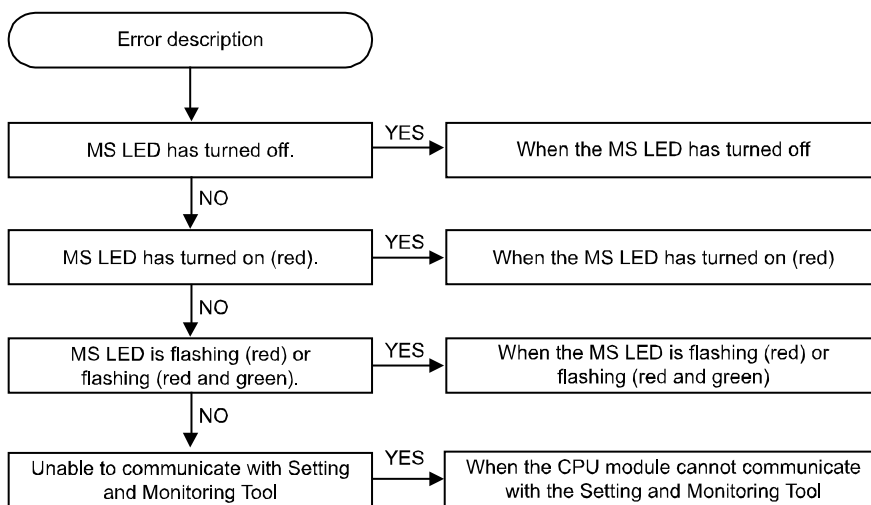 Error description
MS LED has turned off.
YES
When the MS LED has turned off
NO
MS LED has turned on (red).
YES
When the MS LED has turned on (red)
NO
MS LED is flashing (red) or
flashing (red and green).
YES
When the MS LED is flashing (red) or
flashing (red and green)
NO
Unable to communicate with Setting
and Monitoring Tool
YES
When the CPU module cannot communicate
with the Setting and Monitoring Tool